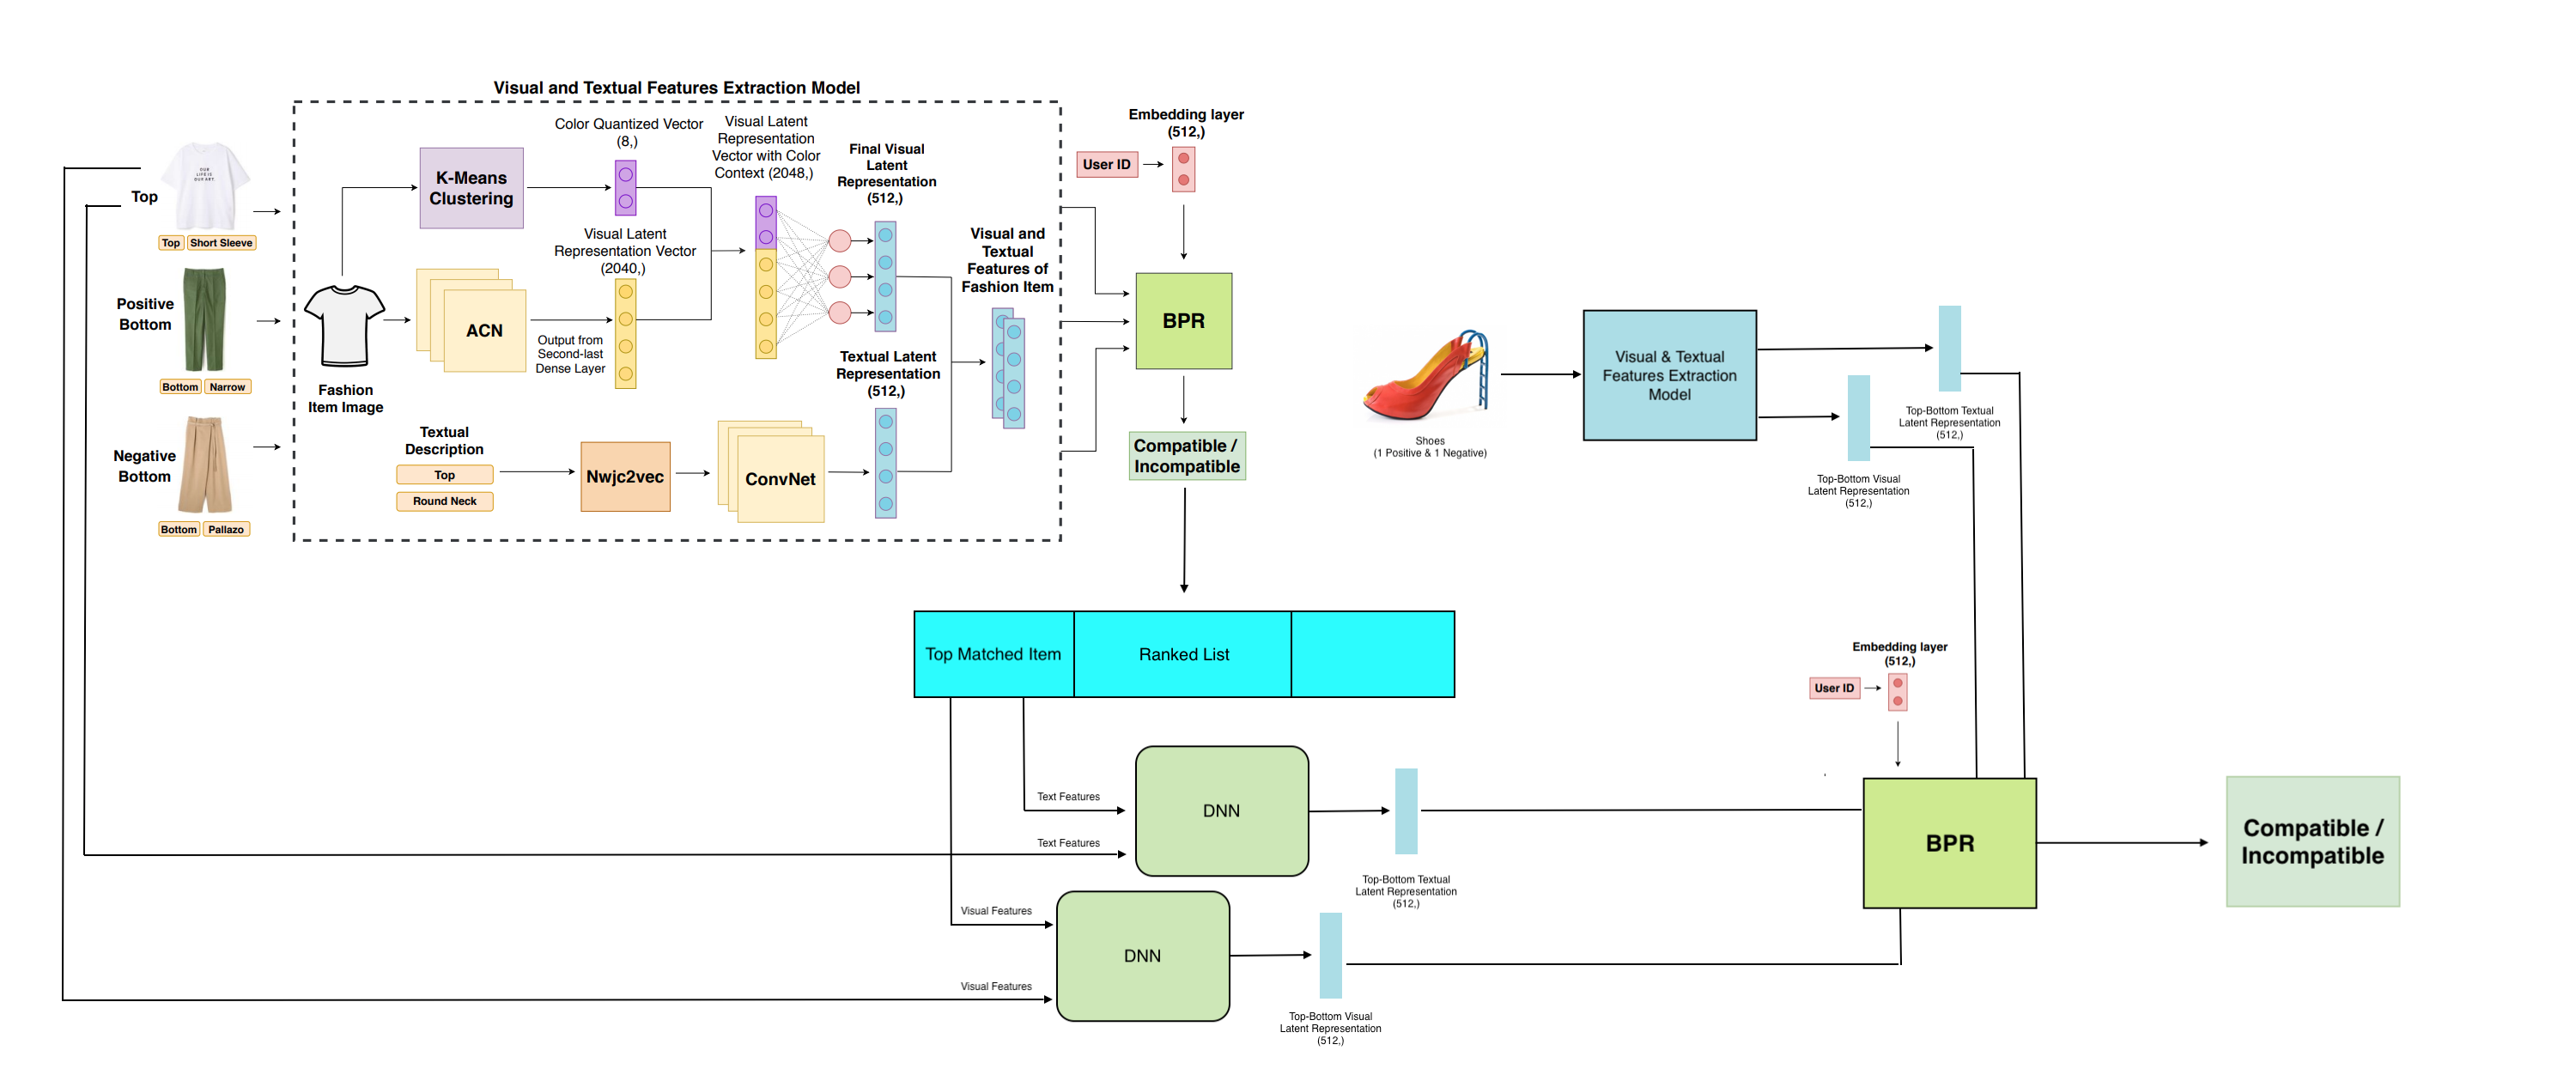 Visual and Textual Features Extraction Model
OUR
LIFE IS
OUR ART.
Top
Top
Short Sleeve
Positive
Bottom
Bottom
Narrow
Negative
Bottom
Bottom
Pallazo
Fashion
Item Image
K-Means
Clustering
Color Quantized Vector
(8,)
ACN
Output from
Second-last
Dense Layer
Visual Latent
Representation Vector
(2040,)
Visual Latent
Representation
Vector with Color
Context (2048,)
Final Visual
Latent
Representation
(512,)
Textual
Description
Top
Round Neck
Nwjc2vec
ConvNet
Textual Latent
Representation
(512,)
Visual and
Textual
Features of
Fashion Item
Embedding layer
(512,)
User ID
BPR
Compatible /
Incompatible
Shoes
(1 Positive & 1 Negative)
Visual & Textual
Features Extraction
Model
Top-Bottom Textual
Latent Representation
(512,)
Top-Bottom Visual
Latent Representation
(512,)
Top Matched Item
Ranked List
Text Features
Text Features
DNN
Top-Bottom Textual
Latent Representation
(512,)
Visual Features
Visual Features
DNN
Top-Bottom Visual
Latent Representation
(512,)
Embedding layer
(512,)
User ID
BPR
Compatible /
Incompatible